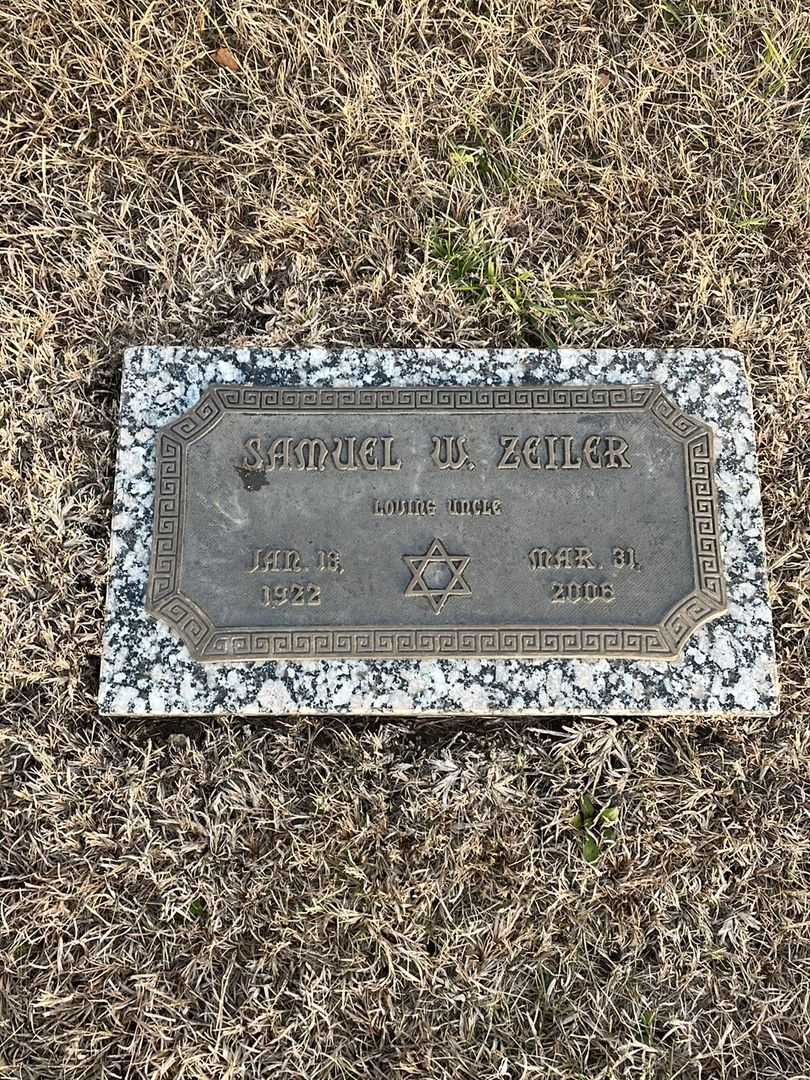 SAMUEL W. ZEILER
LOVING UNCLE
JAN. 18, MAR. 31,
1922 2006